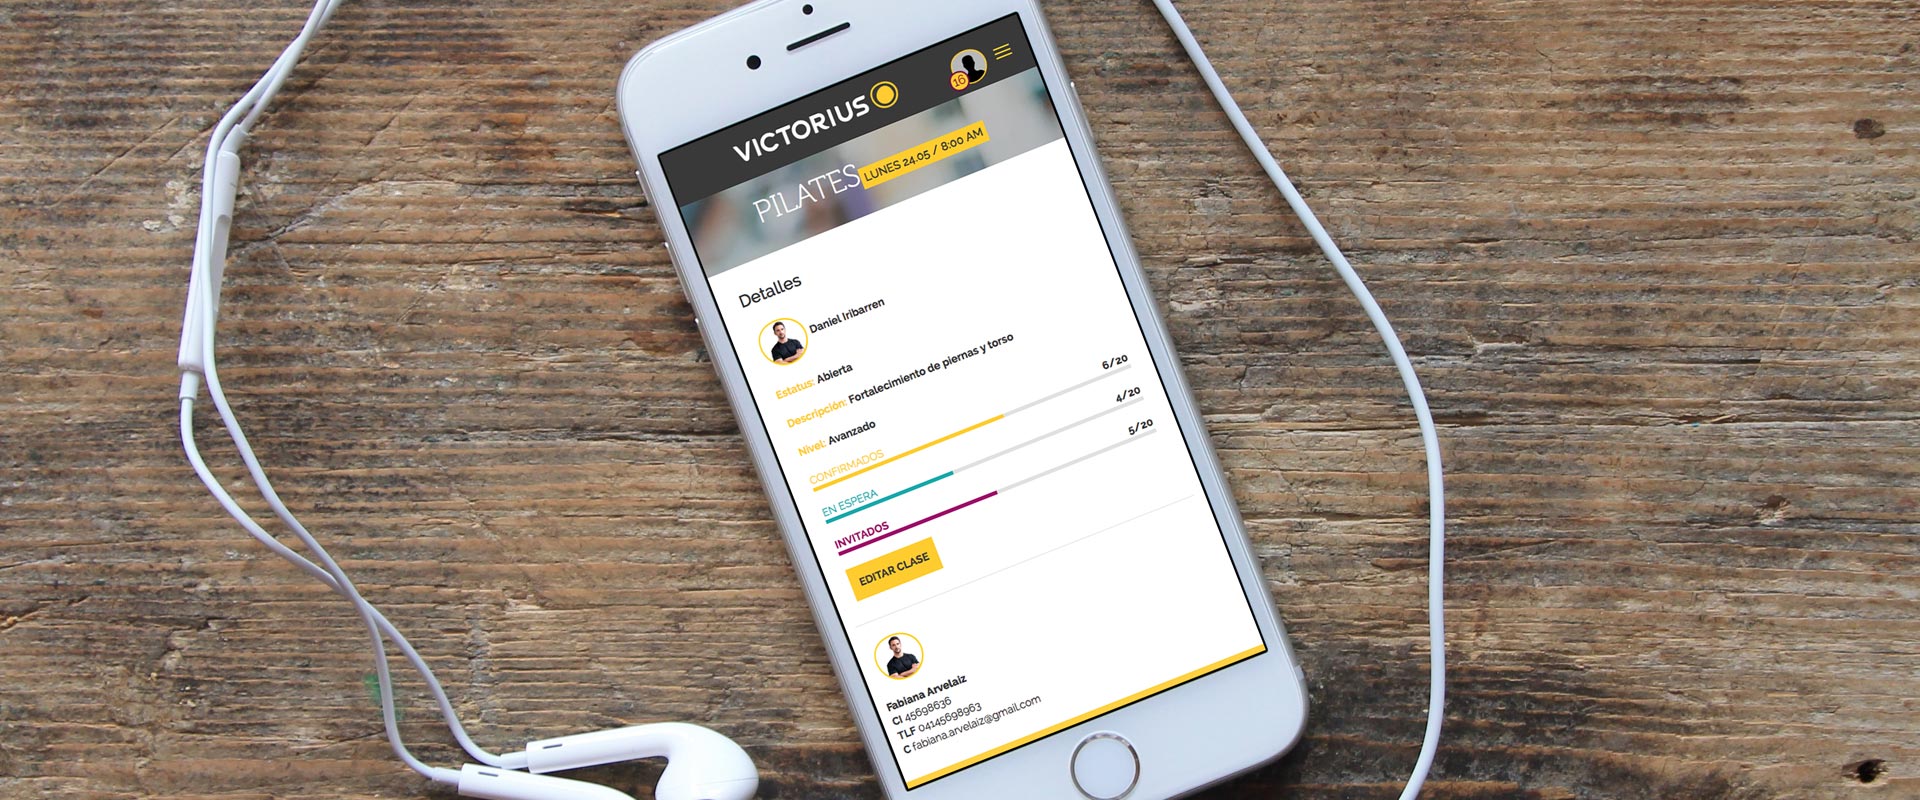 VICTORIUS
16
PILATES
LUNES 24.05 / 8:00 AM
Detalles
Daniel Iribarren
Estatus: Abierta
Descripción: Fortalecimiento de piernas y torso
Nivel: Avanzado
CONFIRMADOS 6/20
EN ESPERA 4/20
INVITADOS 5/20
EDITAR CLASE
Fabiana Arvelaiz
CI 45698636
TLF 04145698963
C fabiana.arvelaiz@gmail.com